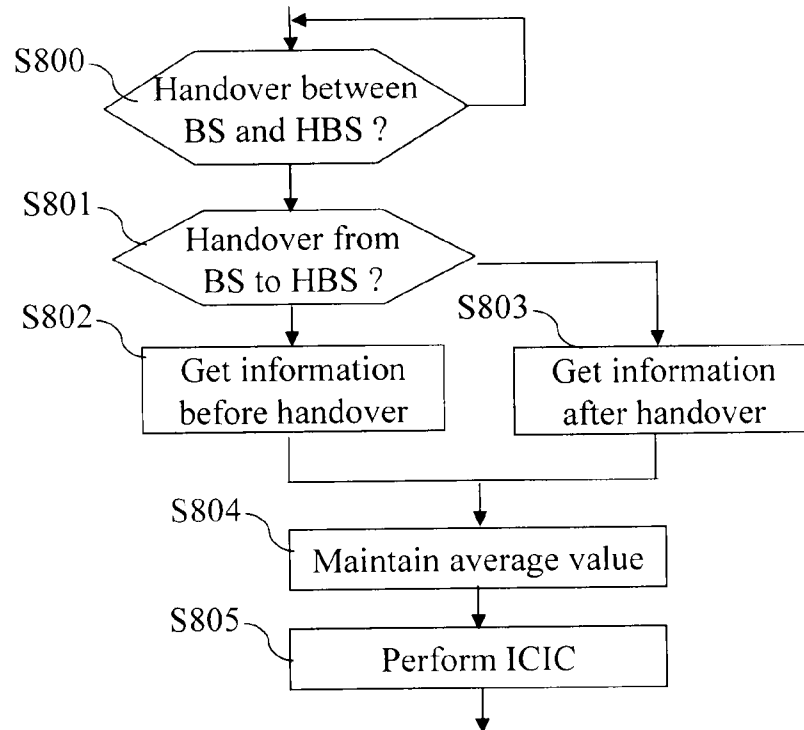 S800
Handover between
BS and HBS ?
S801
Handover from
BS to HBS ?
S802
Get information
before handover
S803
Get information
after handover
S804
Maintain average value
S805
Perform ICIC